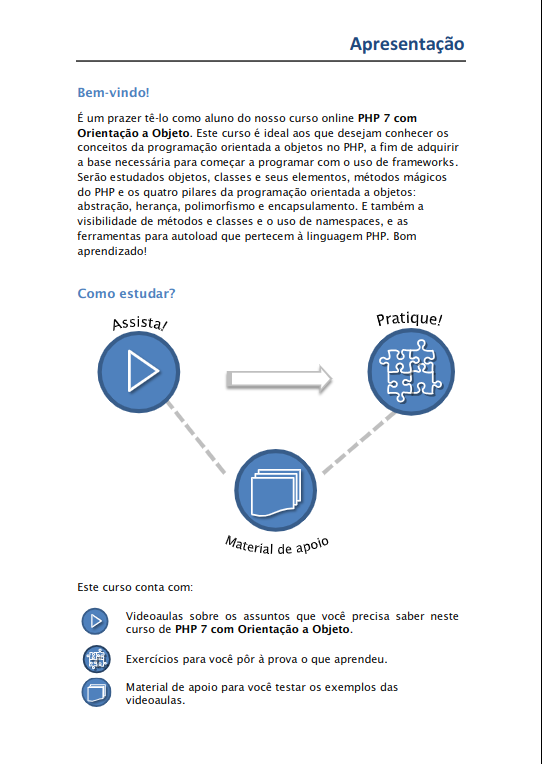 Apresentação
Bem-vindo!
É um prazer tê-lo como aluno do nosso curso online PHP 7 com
Orientação a Objeto. Este curso é ideal aos que desejam conhecer os
conceitos da programação orientada a objetos no PHP, a fim de adquirir
a base necessária para começar a programar com o uso de frameworks.
Serão estudados objetos, classes e seus elementos, métodos mágicos
do PHP e os quatro pilares da programação orientada a objetos:
abstração, herança, polimorfismo e encapsulamento. E também a
visibilidade de métodos e classes e o uso de namespaces, e as
ferramentas para autoload que pertecem à linguagem PHP. Bom
aprendizado!
Como estudar?
Assista!
Pratique!
Material de apoio
Este curso conta com:
Videoaulas sobre os assuntos que você precisa saber neste
curso de PHP 7 com Orientação a Objeto.
Exercícios para você pôr à prova o que aprendeu.
Material de apoio para você testar os exemplos das
videoaulas.